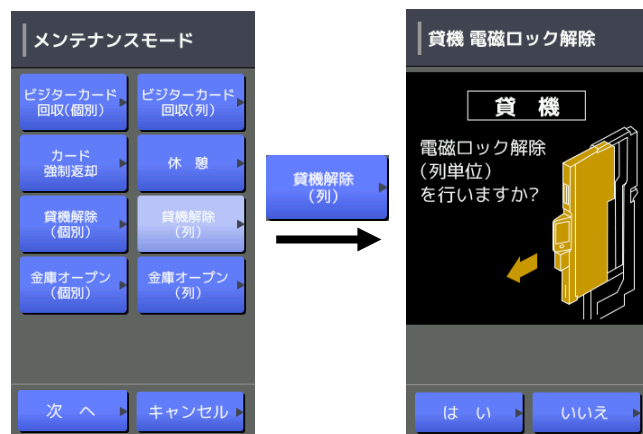 メンテナンスモード
ビジターカード
回収(個別)
ビジターカード
回収(列)
カード
強制返却
休 憩
貸機解除
(個別)
貸機解除
(列)
金庫オープン
(個別)
金庫オープン
(列)
次 へ
キャンセル
貸機解除
(列)
貸機 電磁ロック解除
貸 機
電磁ロック解除
(列単位)
を行いますか?
は い
いいえ